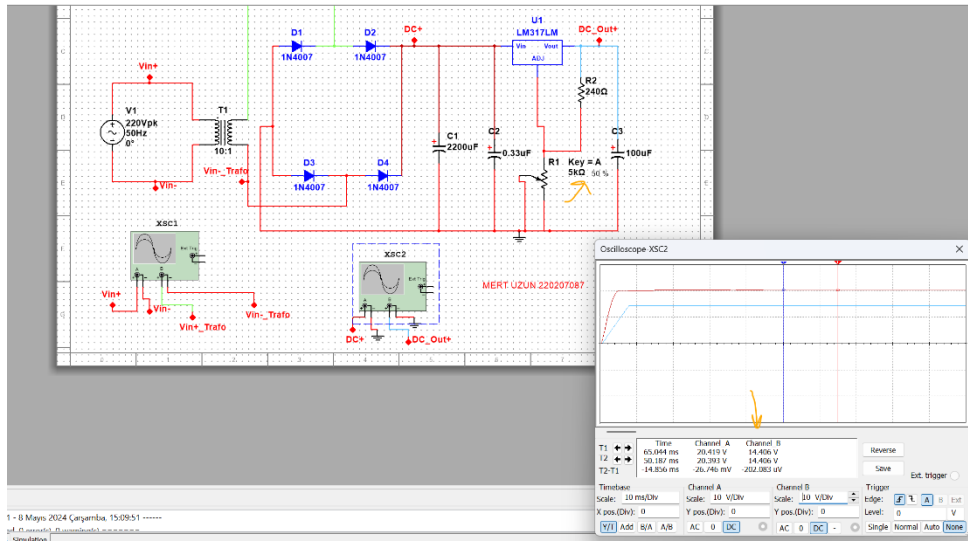 D1
1N4007
D2
1N4007
DC+
U1
LM317LM
Vin
Vout
ADJ
DC_Out+
R2
240Ω
Vin+
V1
220Vpk
50Hz
0°
T1
10:1
Vin-
Vin-_Trafo
D3
1N4007
D4
1N4007
C1
2200uF
C2
0.33uF
R1
5kΩ
Key = A
50 %
C3
100uF
XSC1
Ext Trig
A
B
Vin+
Vin-
Vin+_Trafo
Vin-_Trafo
XSC2
Ext Trig
A
B
DC+
DC_Out+
MERT UZUN 220207087
Oscilloscope-XSC2
Time Channel_A Channel_B
T1 65.044 ms 20.419 V 14.406 V
T2 50.187 ms 20.393 V 14.406 V
T2-T1 -14.856 ms -26.746 mV -202.083 uV
Reverse
Save
Ext. trigger
Timebase
Scale: 10 ms/Div
X pos.(Div): 0
Y/T Add B/A A/B
Channel A
Scale: 10 V/Div
Y pos.(Div): 0
AC 0 DC
Channel B
Scale: 10 V/Div
Y pos.(Div): 0
AC 0 DC -
Trigger
Edge: A B Ext
Level: 0 V
Single Normal Auto None
1 - 8 Mayıs 2024 Çarşamba, 15:09:51 ------
Simulation